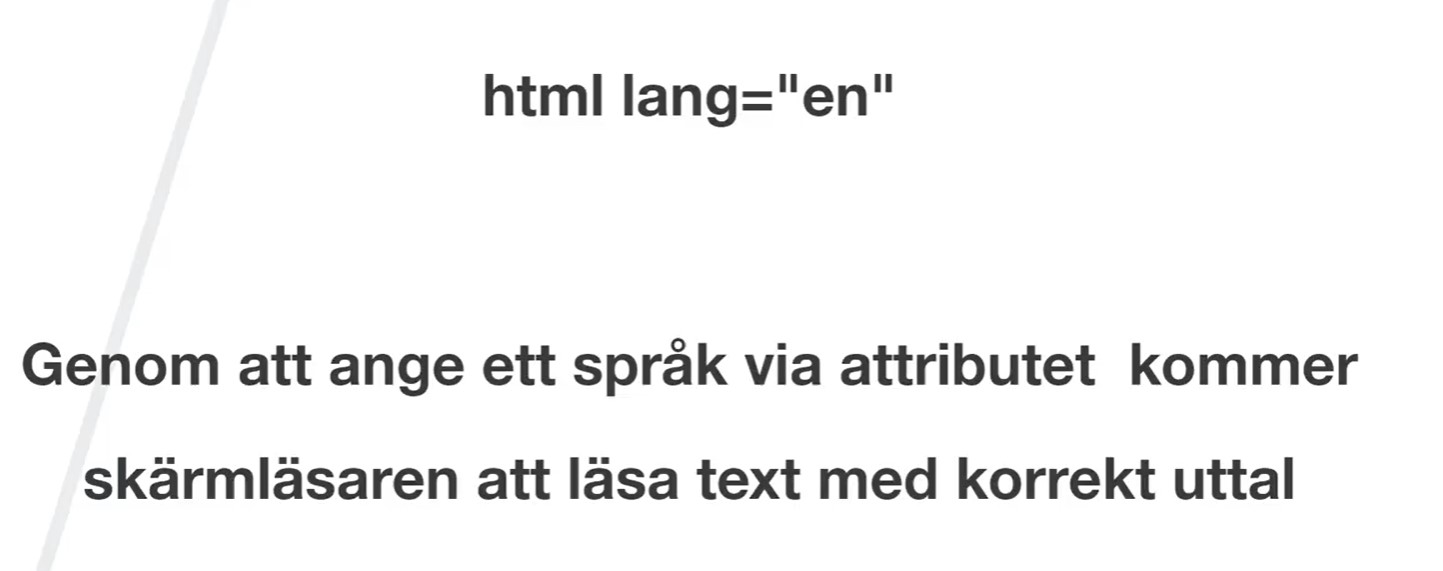 html lang="en"
Genom att ange ett språk via attributet  kommer
skärmläsaren att läsa text med korrekt uttal